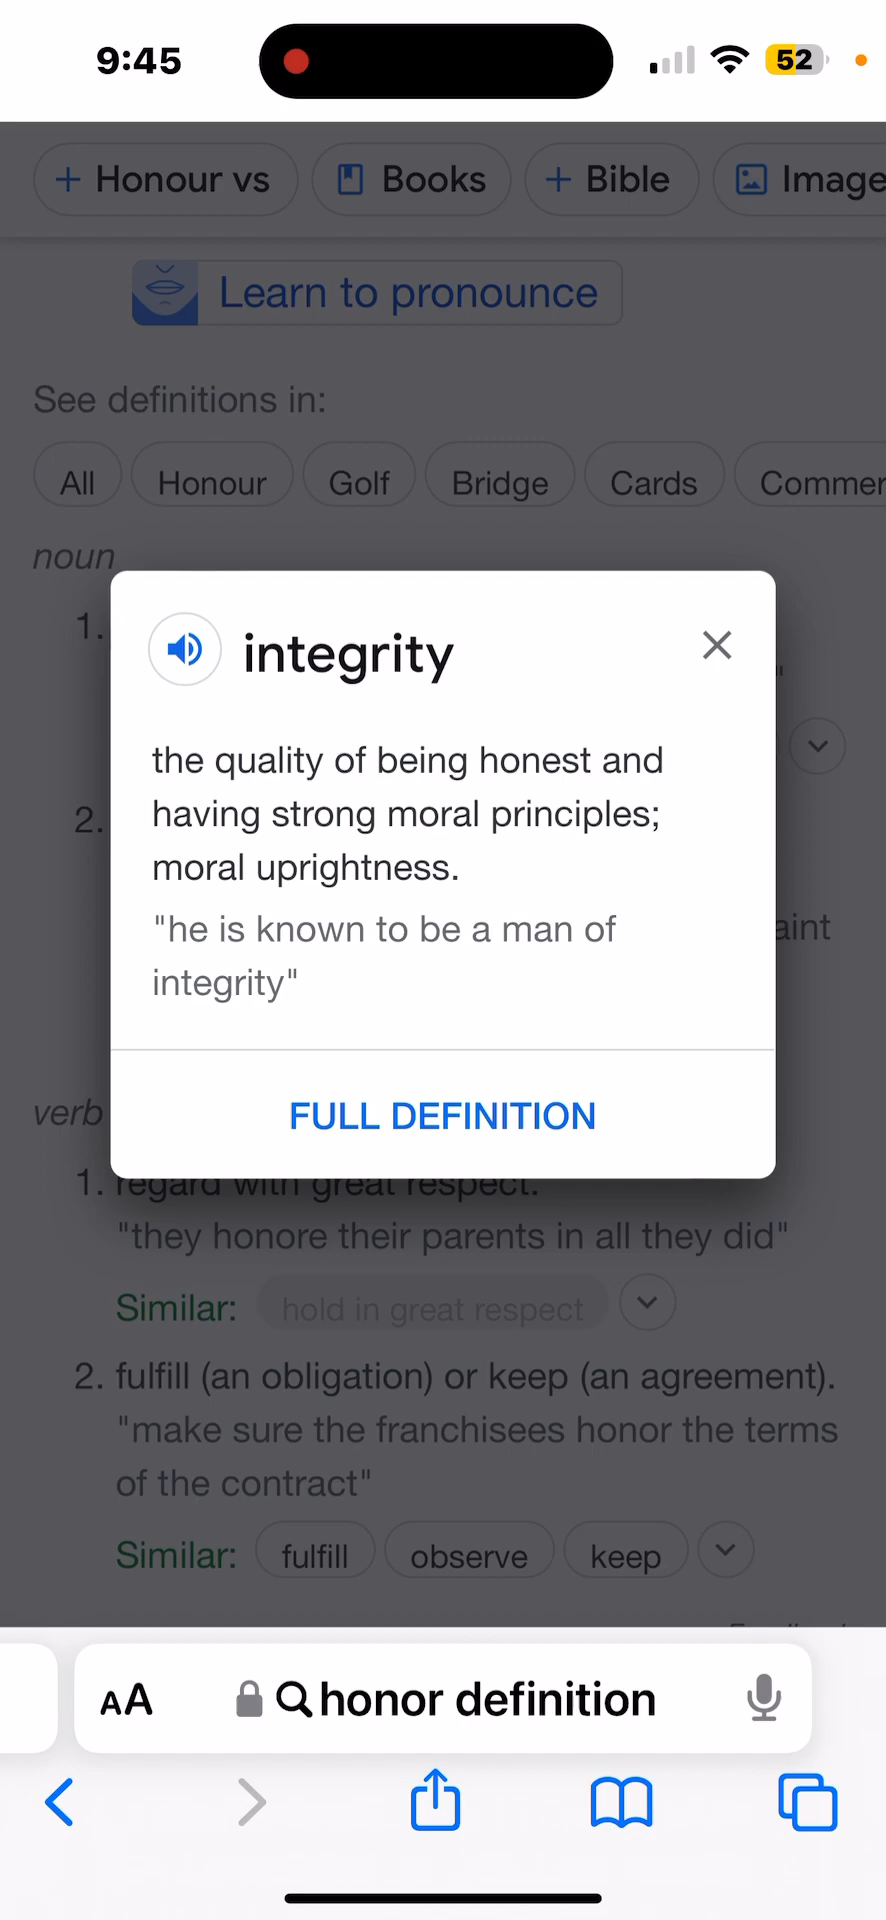 9:45
52
Honour vs
Books
Bible
Image
Learn to pronounce
See definitions in:
All
Honour
Golf
Bridge
Cards
Commer
noun
1.
integrity
the quality of being honest and
having strong moral principles;
moral uprightness.
"he is known to be a man of
integrity"
FULL DEFINITION
2.
aint
verb
1. regard with great respect.
"they honore their parents in all they did"
Similar: hold in great respect
2. fulfill (an obligation) or keep (an agreement).
"make sure the franchisees honor the terms
of the contract"
Similar: fulfill observe keep
AA
honor definition